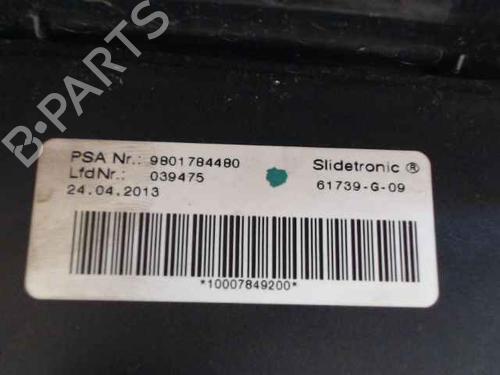 B-PARTS
PSA Nr.: 9801784480
LfdNr.: 039475
24.04.2013
Slidetronic ®
61739-G-09
*10007849200*